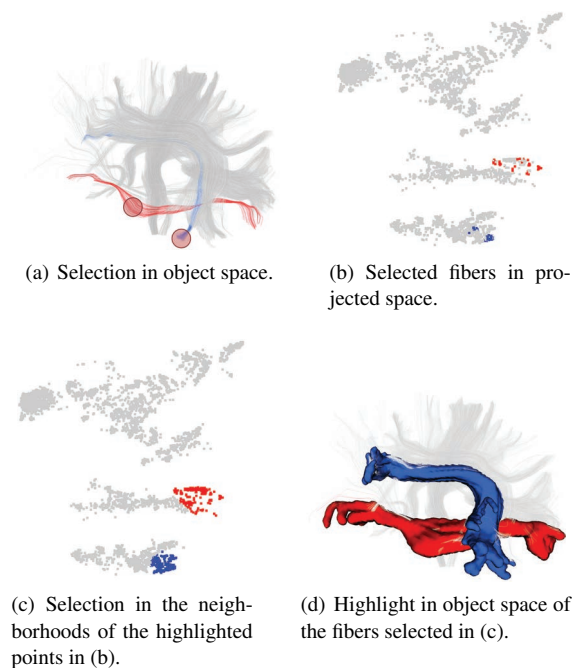 (a) Selection in object space.
(b) Selected fibers in pro-
jected space.
(c) Selection in the neigh-
borhoods of the highlighted
points in (b).
(d) Highlight in object space of
the fibers selected in (c).